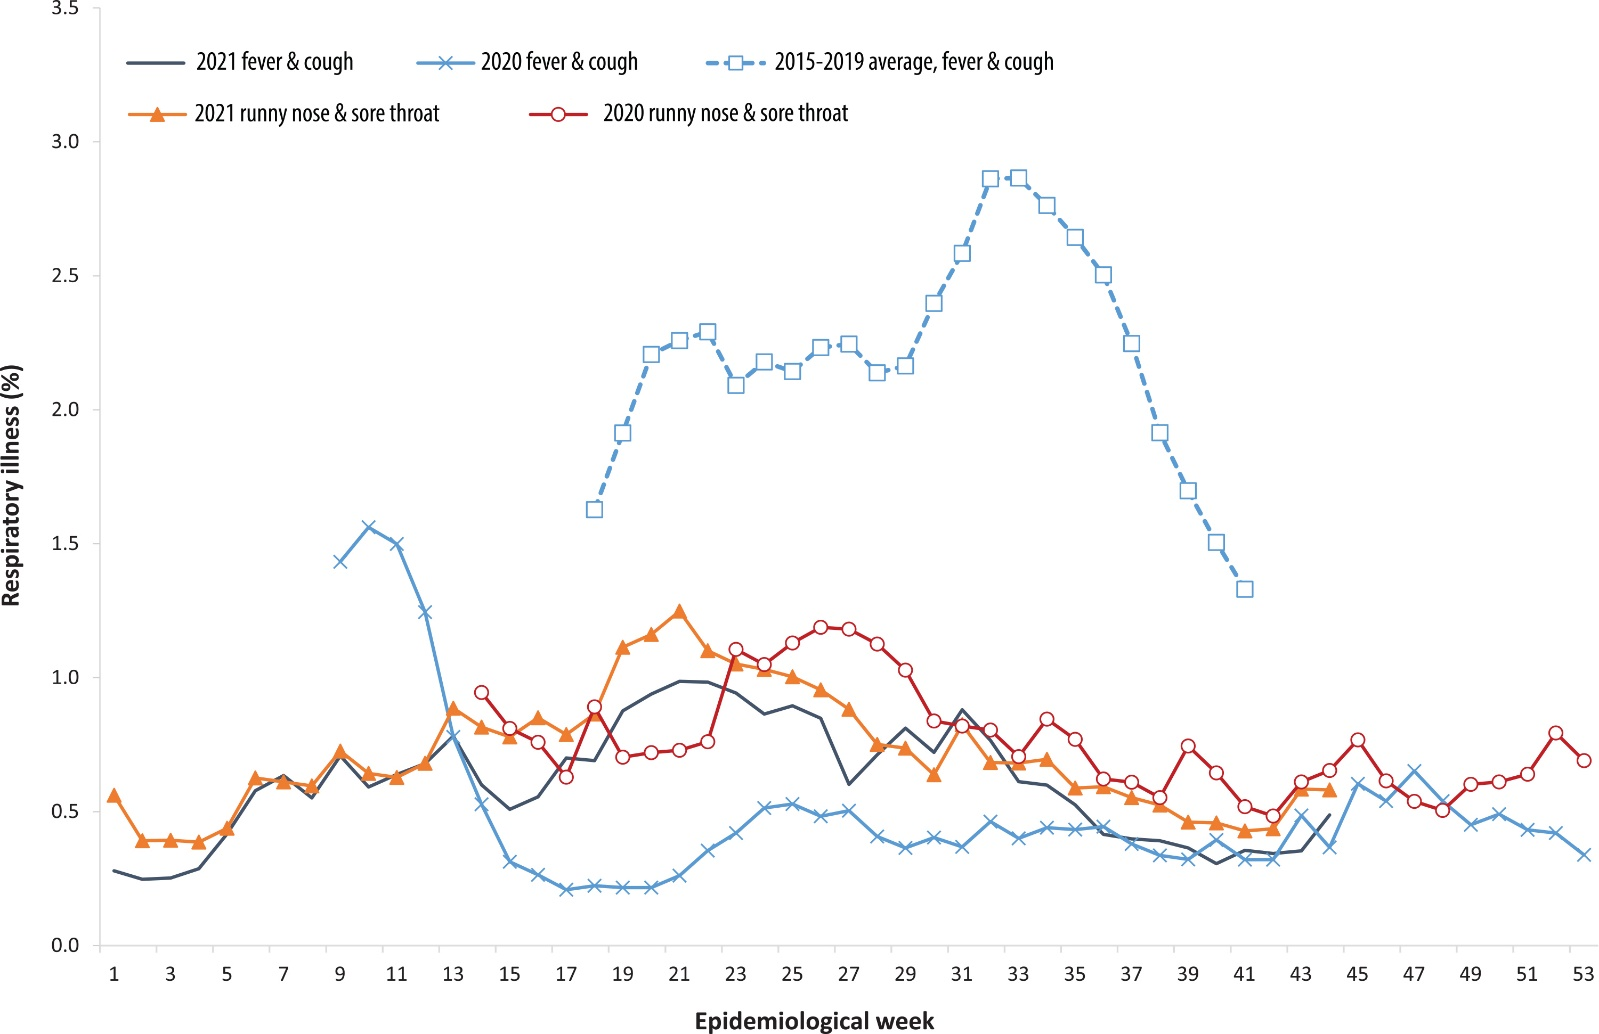 3.5
2021 fever & cough
2020 fever & cough
2015-2019 average, fever & cough
2021 runny nose & sore throat
2020 runny nose & sore throat
3.0
2.5
2.0
1.5
1.0
0.5
0.0
Respiratory illness (%)
1 3 5 7 9 11 13 15 17 19 21 23 25 27 29 31 33 35 37 39 41 43 45 47 49 51 53
Epidemiological week